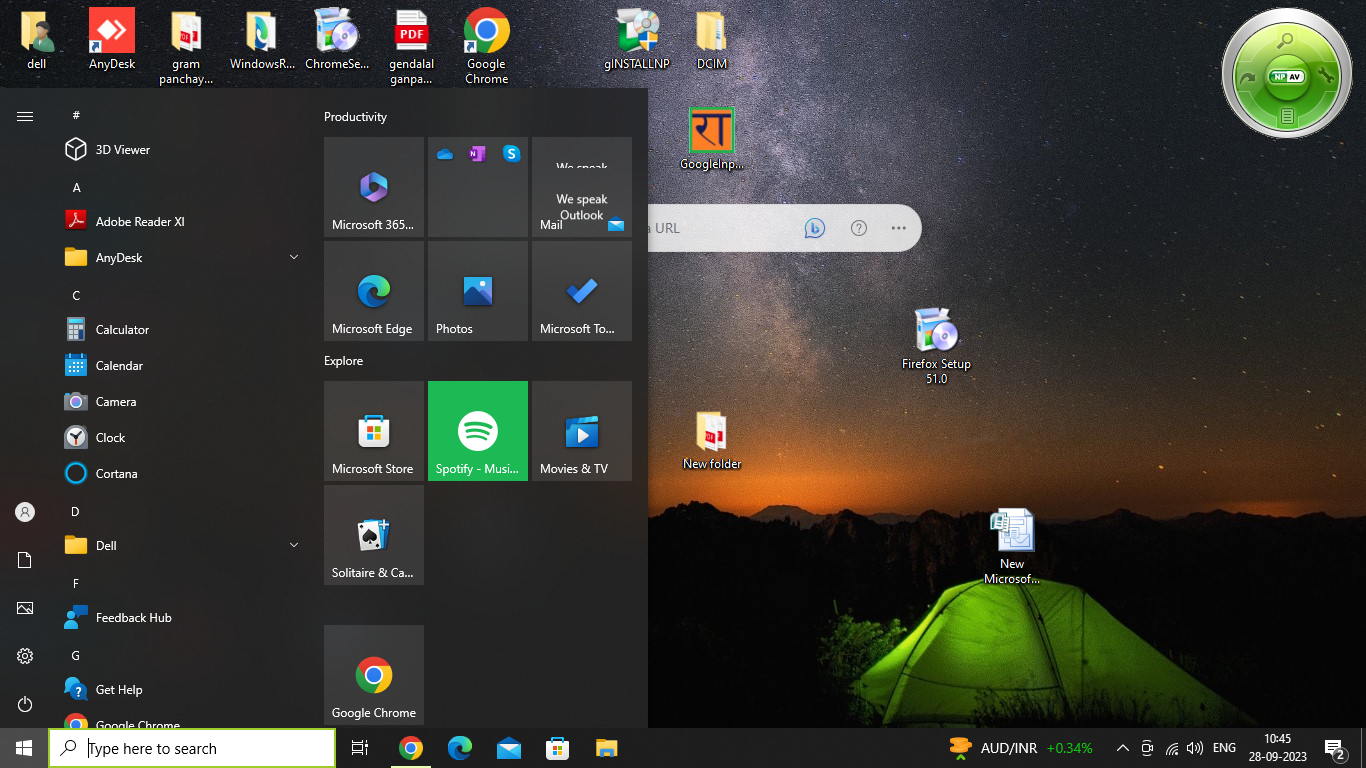 dell
AnyDesk
gram
panchay...
WindowsR...
ChromeSe...
PDF
gendalal
ganpa...
Google
Chrome
gINSTALLNP
DCIM
NP AV
रा
GoogleInp...
a URL
Firefox Setup
51.0
New folder
New
Microsof...
#
3D Viewer
A
Adobe Reader XI
AnyDesk
C
Calculator
Calendar
Camera
Clock
Cortana
D
Dell
F
Feedback Hub
G
Get Help
Google Chrome
Productivity
Microsoft 365...
We speak
We speak
Outlook
Mail
Microsoft Edge
Photos
Microsoft To...
Explore
Microsoft Store
Spotify - Musi...
Movies & TV
Solitaire & Ca...
Google Chrome
Type here to search
AUD/INR +0.34%
ENG
10:45
28-09-2023
2